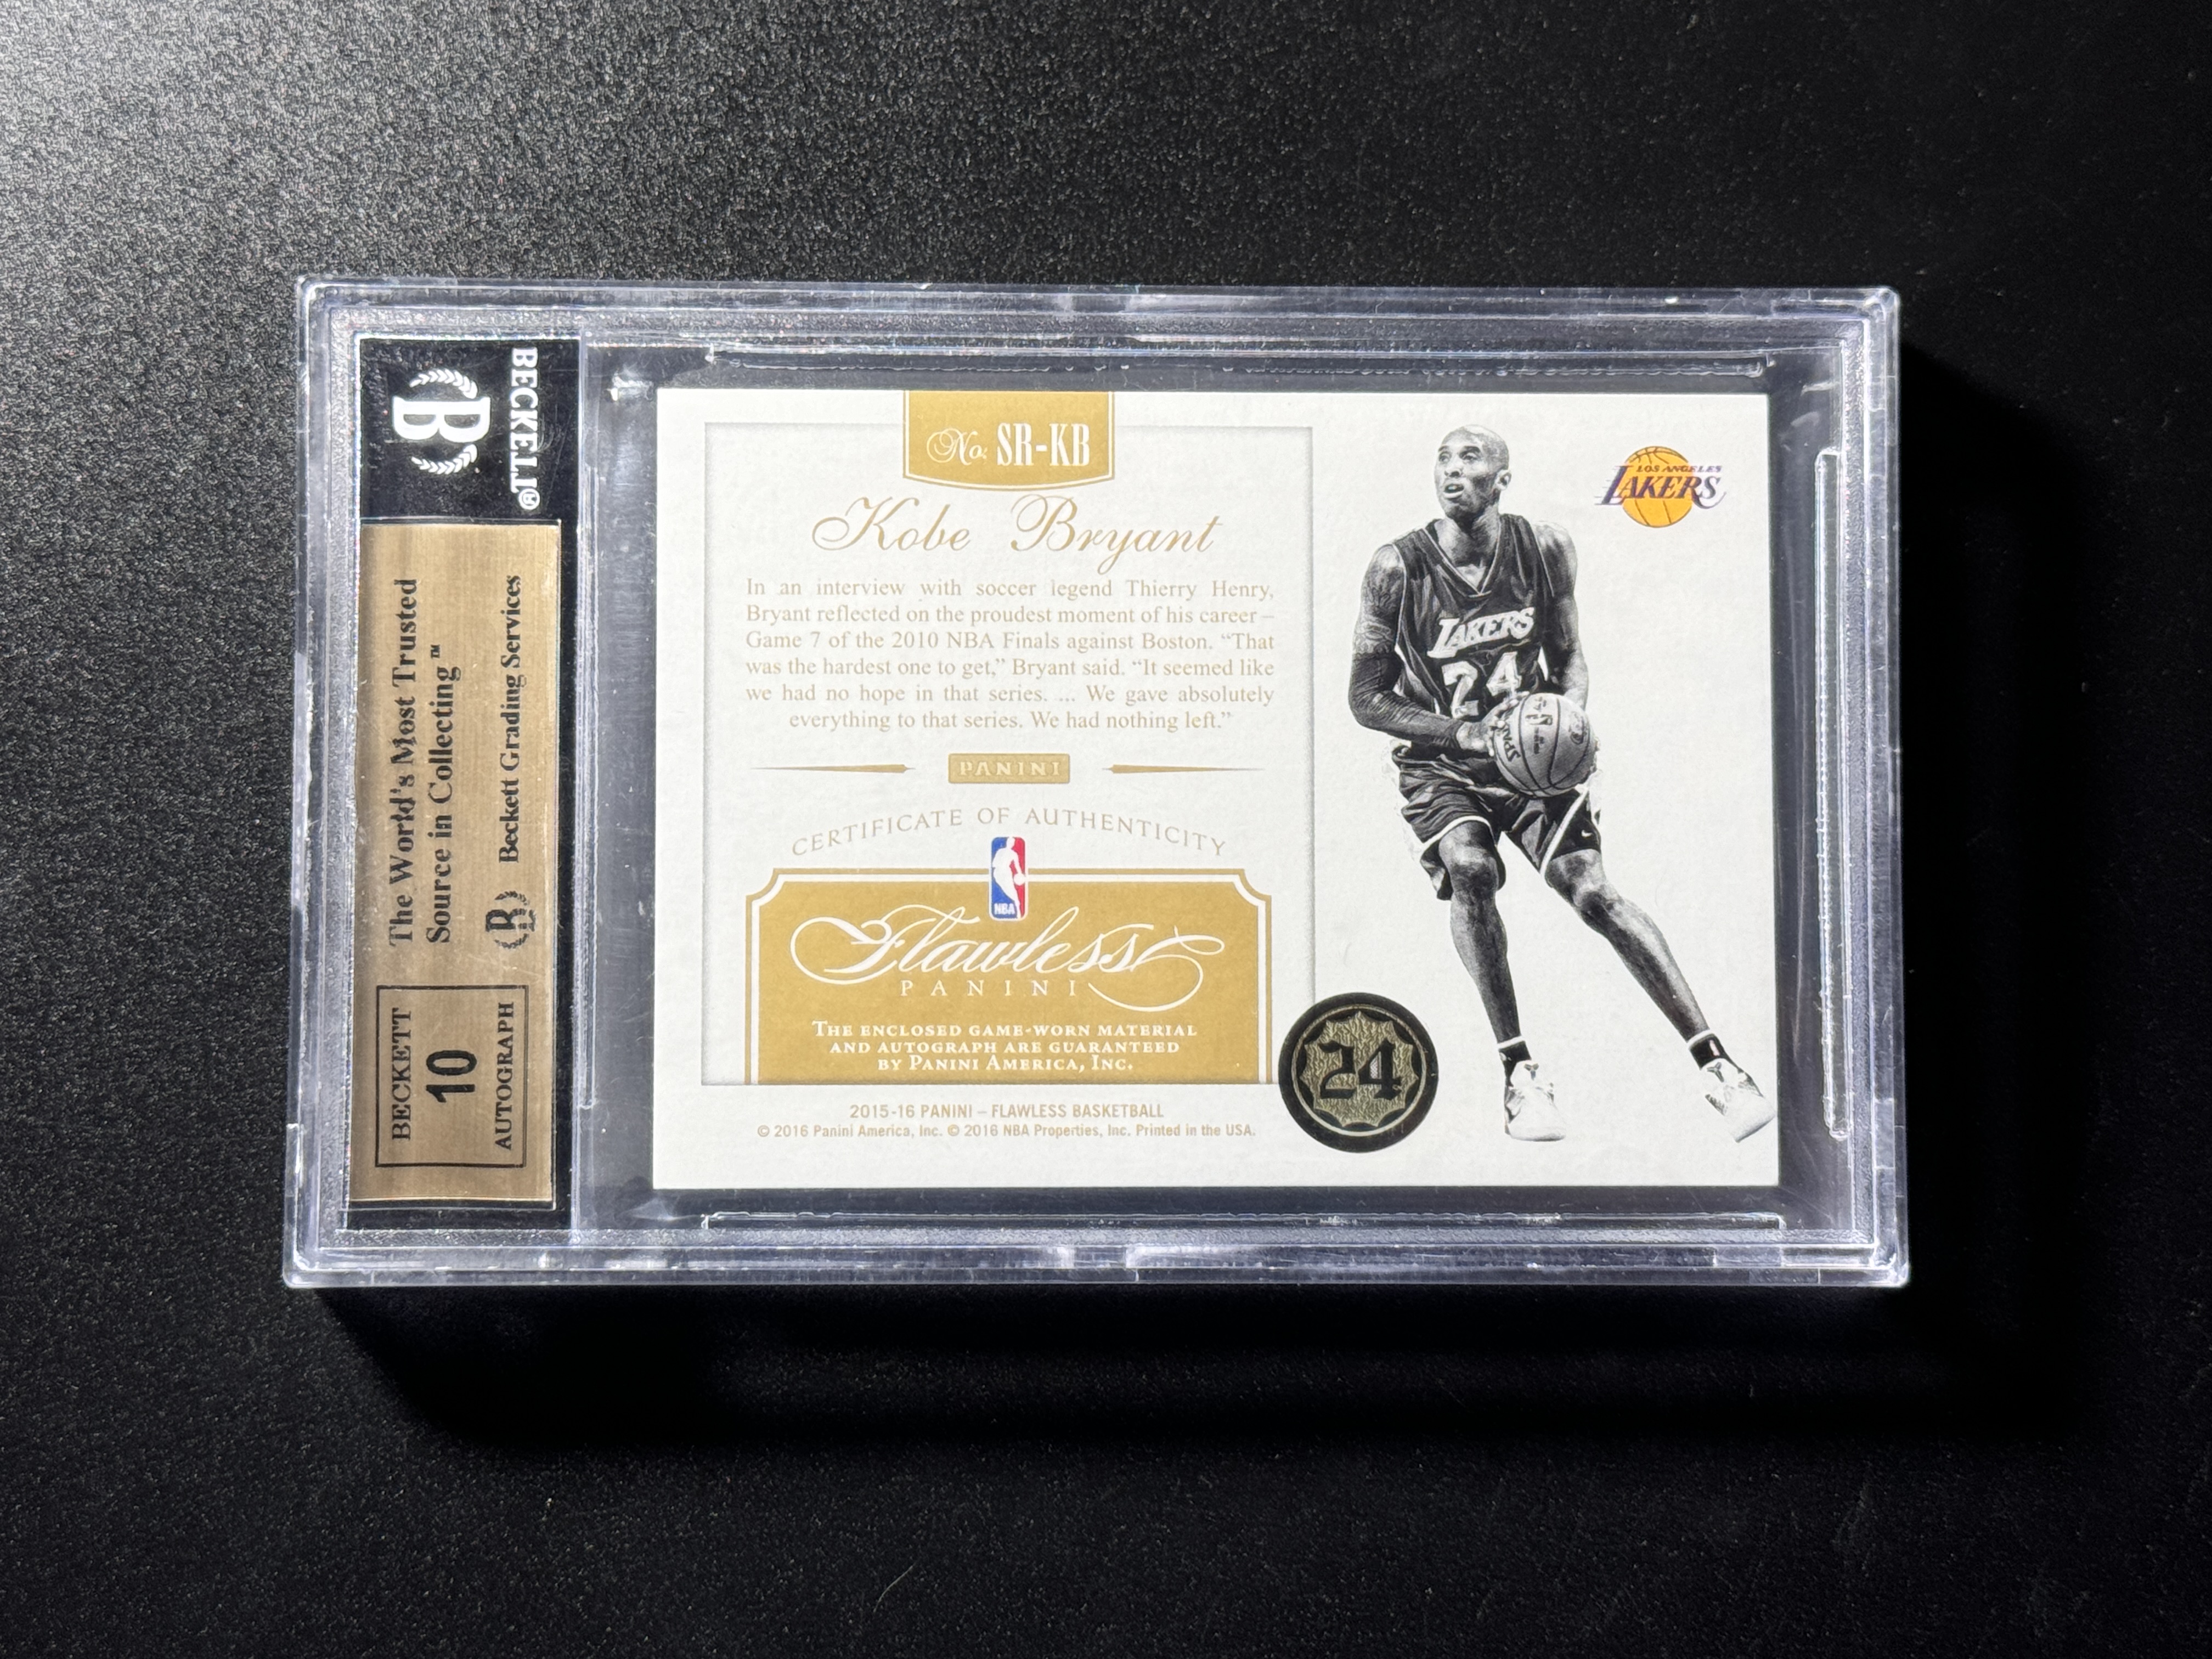 BECKETT®
B
The World's Most Trusted
Source in Collecting™
B Beckett Grading Services
BECKETT
10
AUTOGRAPH
No. SR-KB
Kobe Bryant
In an interview with soccer legend Thierry Henry,
Bryant reflected on the proudest moment of his career –
Game 7 of the 2010 NBA Finals against Boston. “That
was the hardest one to get,” Bryant said. “It seemed like
we had no hope in that series. ... We gave absolutely
everything to that series. We had nothing left.”
PANINI
CERTIFICATE OF AUTHENTICITY
NBA
Flawless
PANINI
THE ENCLOSED GAME-WORN MATERIAL
AND AUTOGRAPH ARE GUARANTEED
BY PANINI AMERICA, INC.
2015-16 PANINI – FLAWLESS BASKETBALL
© 2016 Panini America, Inc. © 2016 NBA Properties, Inc. Printed in the USA.
24
LOS ANGELES
LAKERS
LAKERS
24
SPALDING